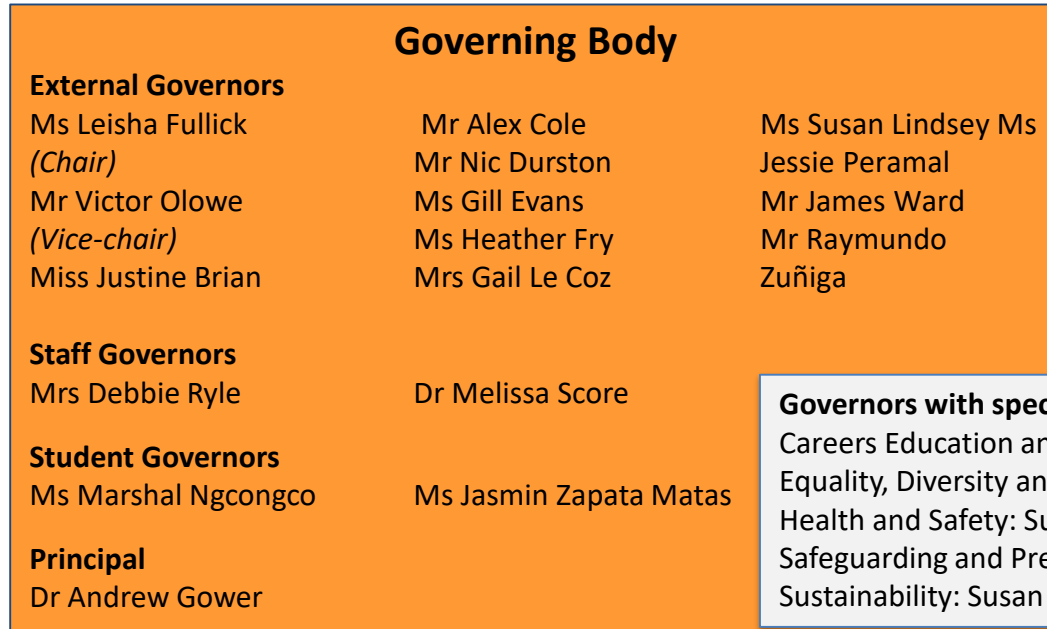 Governing Body
External Governors
Ms Leisha Fullick
(Chair)
Mr Victor Olowe
(Vice-chair)
Miss Justine Brian
Mr Alex Cole
Mr Nic Durston
Ms Gill Evans
Ms Heather Fry
Mrs Gail Le Coz
Ms Susan Lindsey Ms
Jessie Peramal
Mr James Ward
Mr Raymundo
Zuñiga
Staff Governors
Mrs Debbie Ryle
Dr Melissa Score
Student Governors
Ms Marshal Ngcongco
Ms Jasmin Zapata Matas
Principal
Dr Andrew Gower
Governors with
Careers Education
Equality, Diversity
Health and Safety:
Safeguarding and
Sustainability: Susan